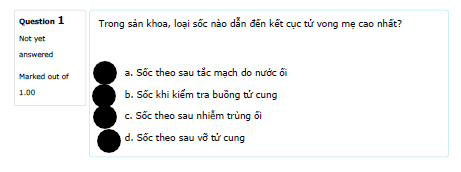 Question 1
Not yet
answered
Marked out of
1.00
Trong sản khoa, loại sốc nào dẫn đến kết cục tử vong mẹ cao nhất?
a. Sốc theo sau tắc mạch do nước ối
b. Sốc khi kiểm tra buồng tử cung
c. Sốc theo sau nhiễm trùng ối
d. Sốc theo sau vỡ tử cung